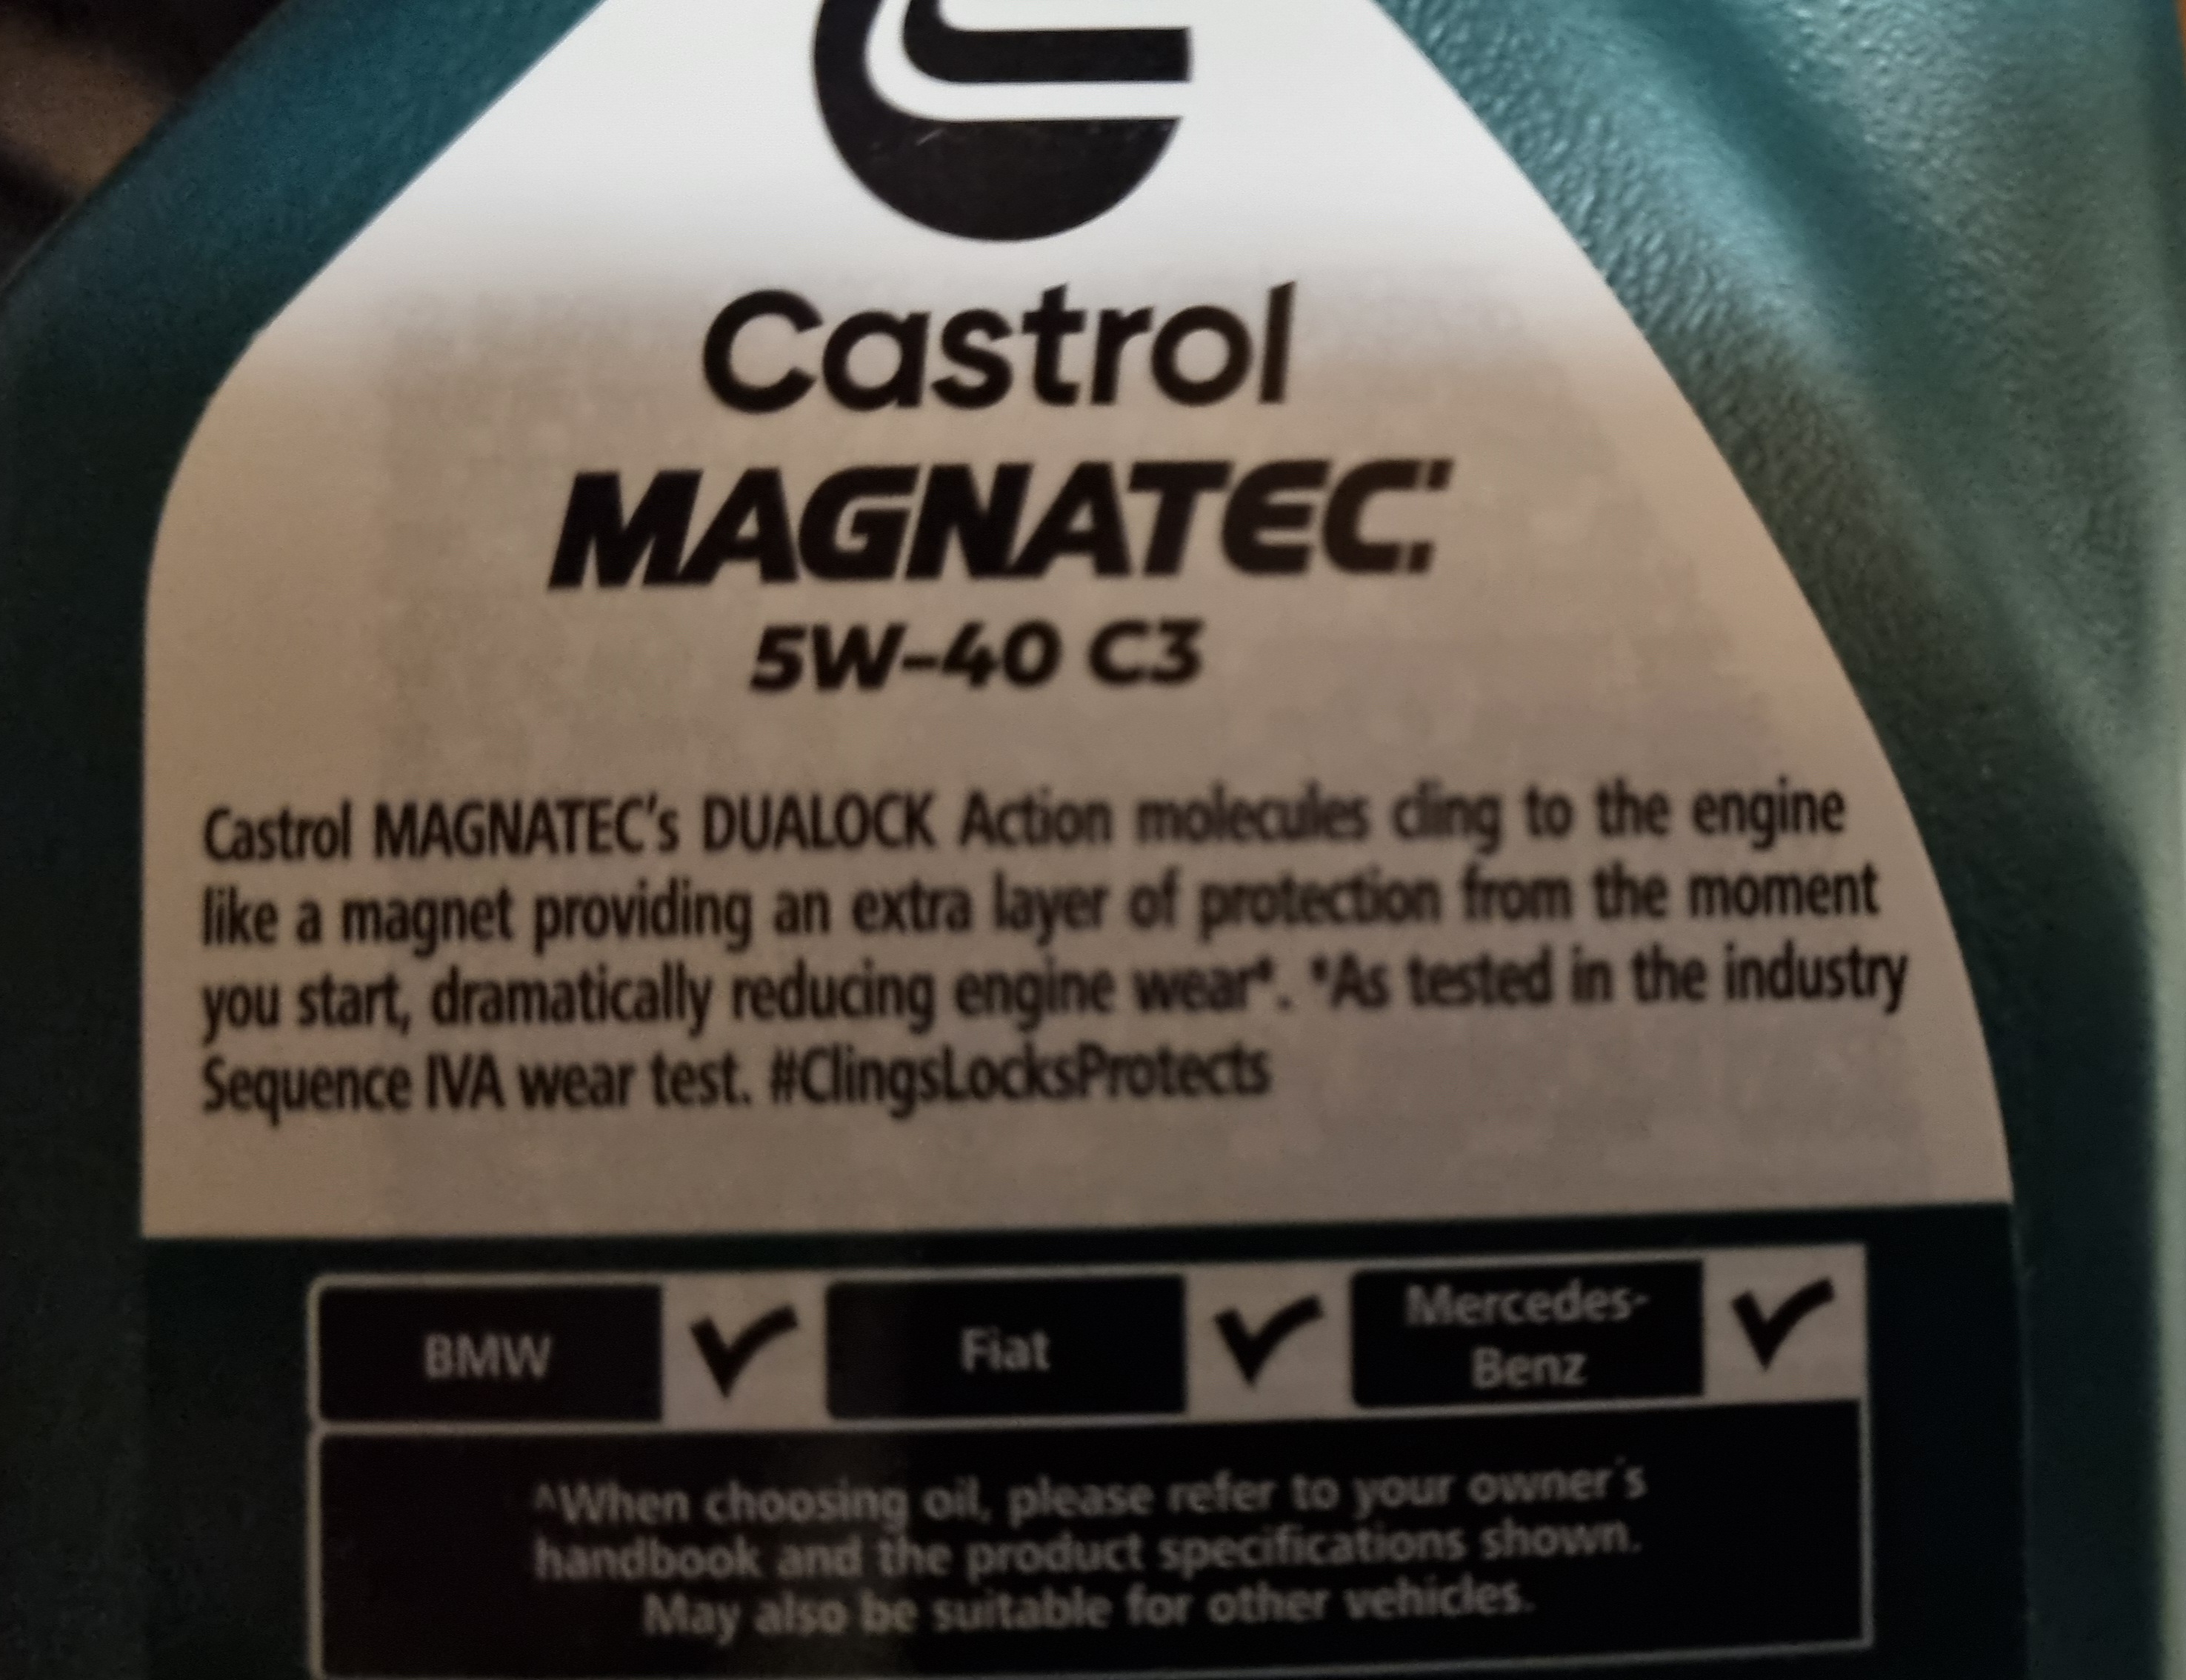 Castrol
MAGNATEC
5W-40 C3
Castrol MAGNATEC's DUALOCK Action molecules cling to the engine
like a magnet providing an extra layer of protection from the moment
you start, dramatically reducing engine wear*. *As tested in the industry
Sequence IVA wear test. #ClingsLocksProtects
BMW ✓ Fiat ✓ Mercedes-
Benz ✓
^When choosing oil, please refer to your owner´s
handbook and the product specifications shown.
May also be suitable for other vehicles.